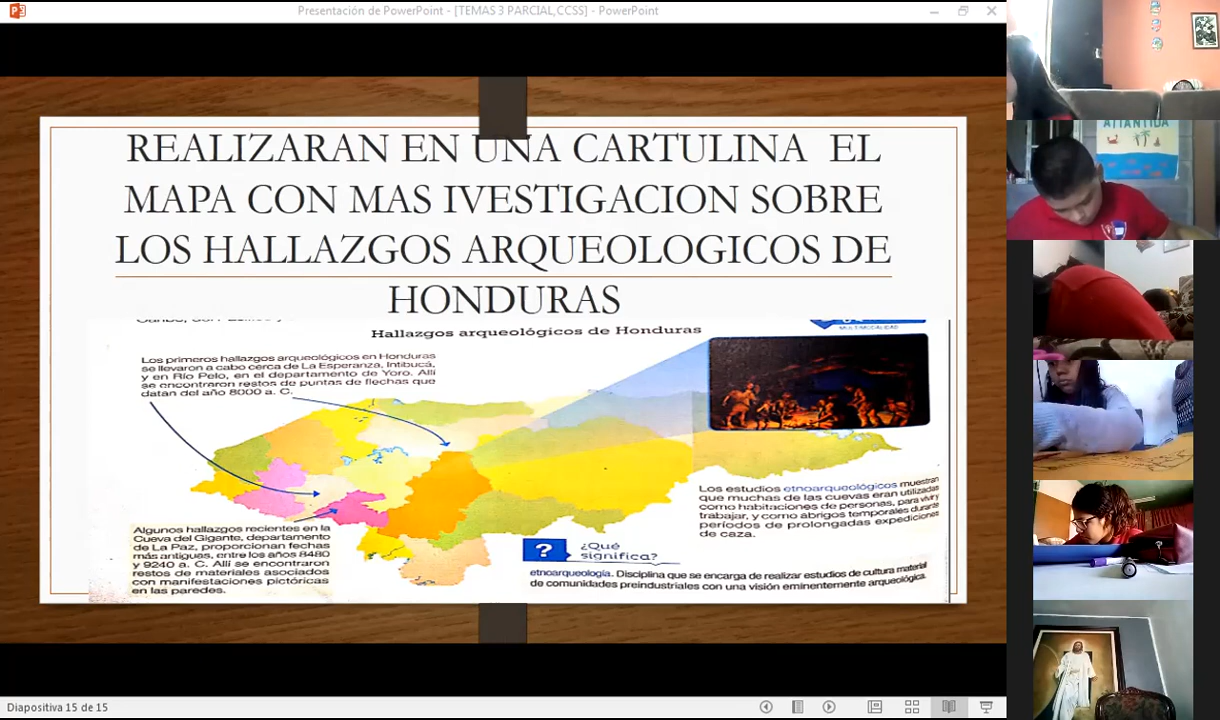 Presentación de PowerPoint - [TEMAS 3 PARCIAL,CCSS] - PowerPoint
REALIZARAN EN UNA CARTULINA EL
MAPA CON MAS IVESTIGACION SOBRE
LOS HALLAZGOS ARQUEOLOGICOS DE
HONDURAS
Hallazgos arqueológicos de Honduras
MULTIMODALIDAD
Los primeros hallazgos arqueológicos en Honduras
se llevaron a cabo cerca de La Esperanza, Intibucá,
y en Río Pelo, en el departamento de Yoro. Allí
se encontraron restos de puntas de flechas que
datan del año 8000 a. C.
Los estudios etnoarqueológicos muestran
que muchas de las cuevas eran utilizadas
como habitaciones de personas, para vivir y
trabajar, y como abrigos temporales durante
períodos de prolongadas expediciones
de caza.
Algunos hallazgos recientes en la
Cueva del Gigante, departamento
de La Paz, proporcionan fechas
más antiguas, entre los años 8480
y 9240 a. C. Allí se encontraron
restos de materiales asociados
con manifestaciones pictóricas
en las paredes.
? ¿Qué
significa?
etnoarqueología. Disciplina que se encarga de realizar estudios de cultura material
de comunidades preindustriales con una visión eminentemente arqueológica.
Diapositiva 15 de 15
ATLANTIDA